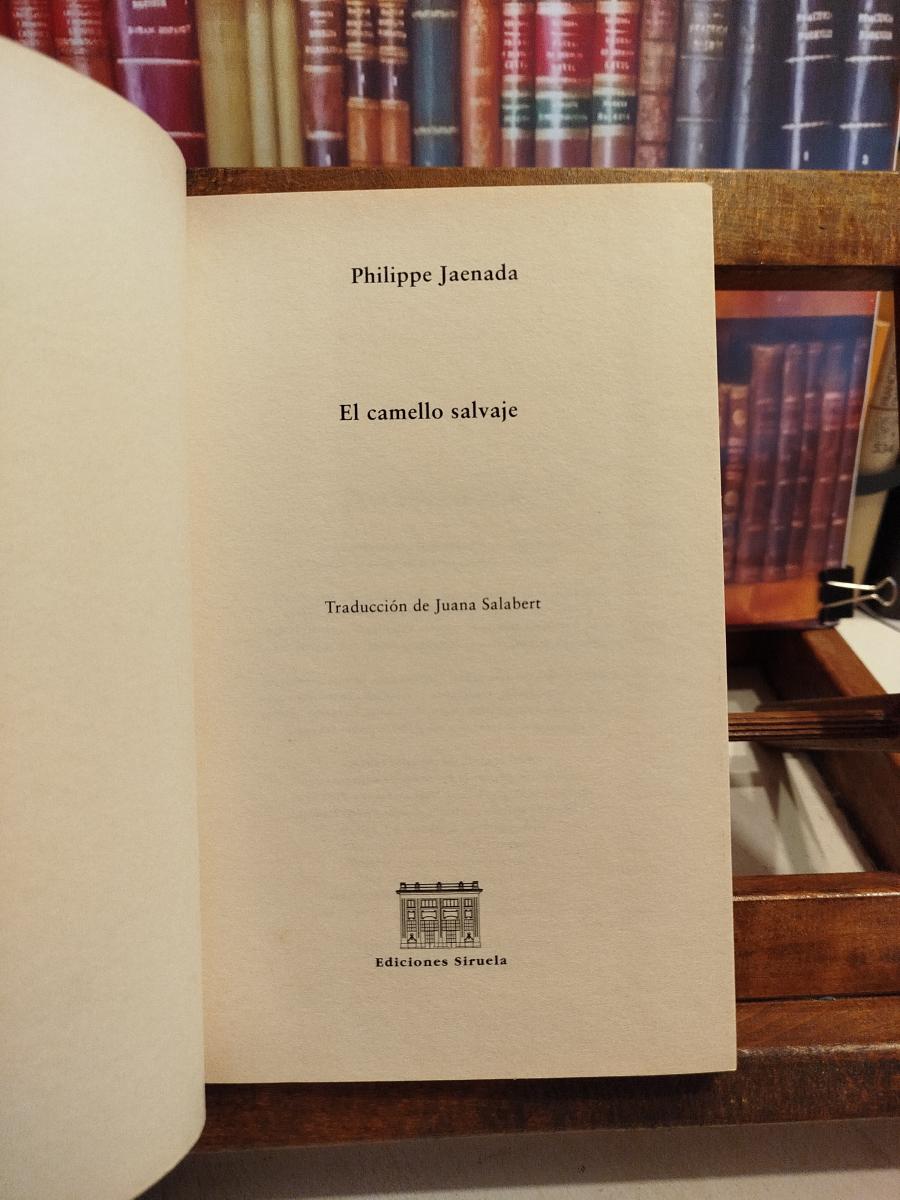 Philippe Jaenada
El camello salvaje
Traducción de Juana Salabert
Ediciones Siruela